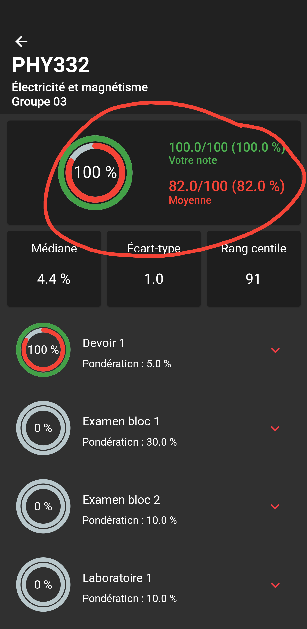 PHY332
Électricité et magnétisme
Groupe 03
100 %
100.0/100 (100.0 %)
Votre note
82.0/100 (82.0 %)
Moyenne
Médiane
4.4 %
Écart-type
1.0
Rang centile
91
100 %
Devoir 1
Pondération : 5.0 %
0 %
Examen bloc 1
Pondération : 30.0 %
0 %
Examen bloc 2
Pondération : 10.0 %
0 %
Laboratoire 1
Pondération : 10.0 %